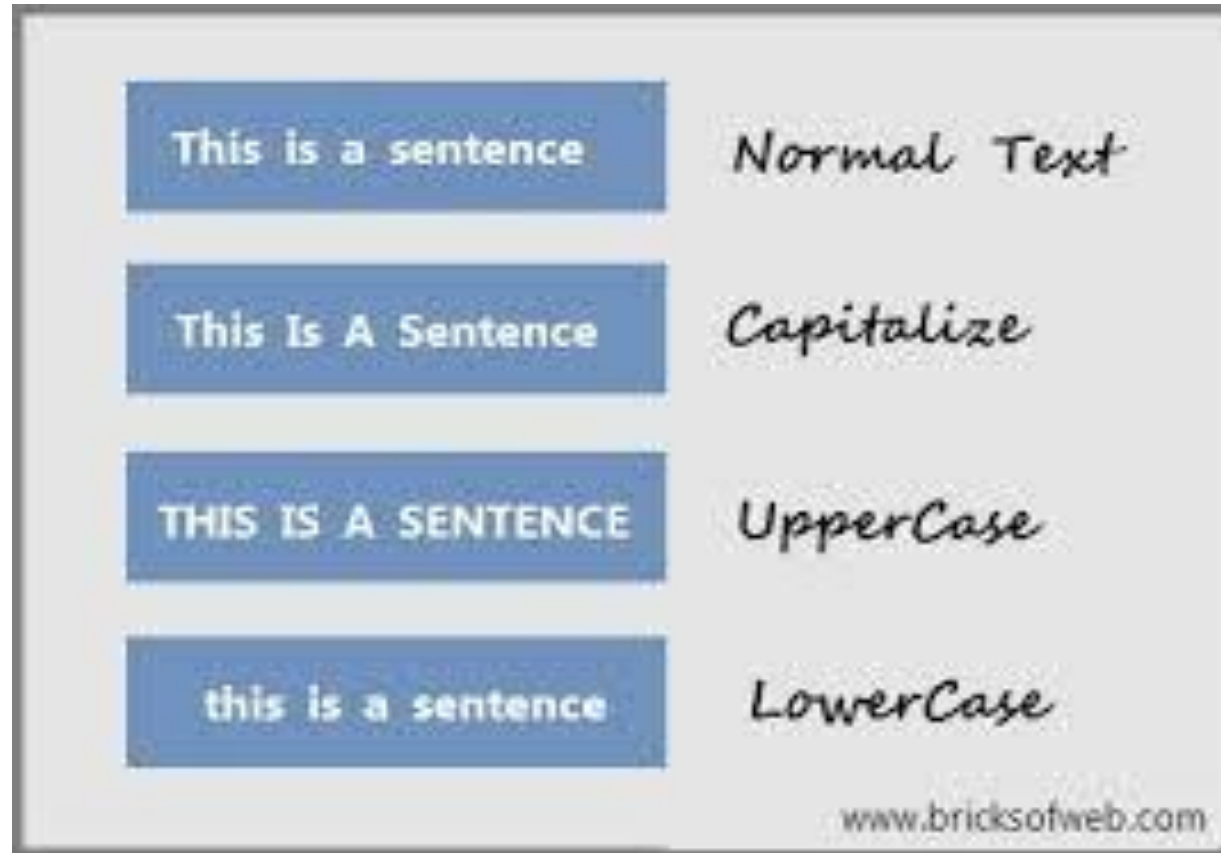 This is a sentence Normal Text
This Is A Sentence Capitalize
THIS IS A SENTENCE UpperCase
this is a sentence LowerCase
www.bricksofweb.com